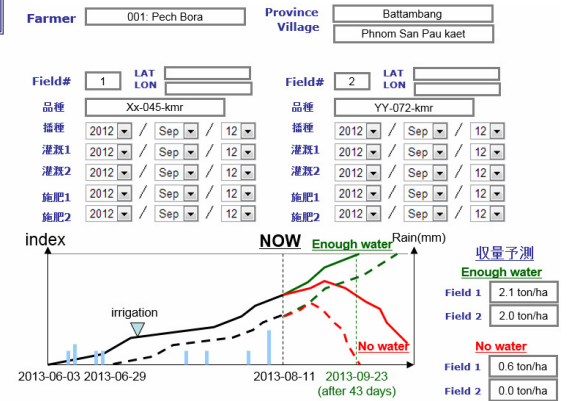 Farmer 001: Pech Bora Province Battambang
Village Phnom San Pau kaet
Field# 1 LAT LON Field# 2 LAT LON
品種 Xx-045-kmr 品種 YY-072-kmr
播種 2012 / Sep / 12 播種 2012 / Sep / 12
灌漑1 2012 / Sep / 12 灌漑1 2012 / Sep / 12
灌漑2 2012 / Sep / 12 灌漑2 2012 / Sep / 12
施肥1 2012 / Sep / 12 施肥1 2012 / Sep / 12
施肥2 2012 / Sep / 12 施肥2 2012 / Sep / 12
index NOW Enough water Rain(mm)
irrigation
No water
2013-06-03 2013-06-29 2013-08-11 2013-09-23
(after 43 days)
収量予測
Enough water
Field 1 2.1 ton/ha
Field 2 2.0 ton/ha
No water
Field 1 0.6 ton/ha
Field 2 0.0 ton/ha